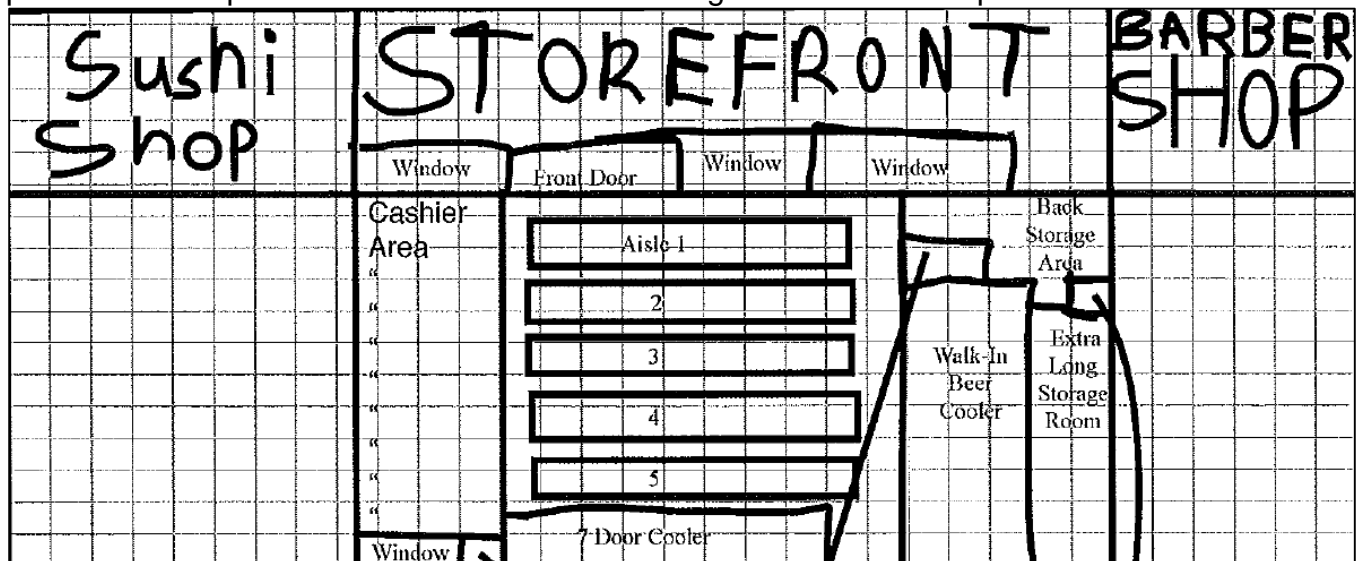 Sushi
Shop
STOREFRONT
BARBER
SHOP
Window
Front Door
Window
Window
Cashier
Area
"
"
"
"
"
"
"
"
Window
Aisle 1
2
3
4
5
7 Door Cooler
Back
Storage
Area
Walk-In
Beer
Cooler
Extra
Long
Storage
Room